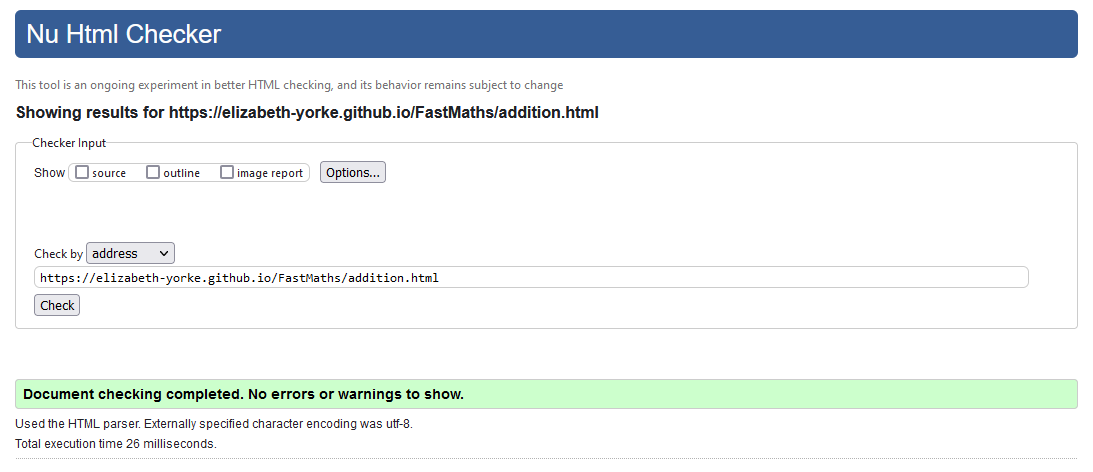 Nu Html Checker
This tool is an ongoing experiment in better HTML checking, and its behavior remains subject to change
Showing results for https://elizabeth-yorke.github.io/FastMaths/addition.html
Checker Input
Show source outline image report Options...
Check by address
https://elizabeth-yorke.github.io/FastMaths/addition.html
Check
Document checking completed. No errors or warnings to show.
Used the HTML parser. Externally specified character encoding was utf-8.
Total execution time 26 milliseconds.